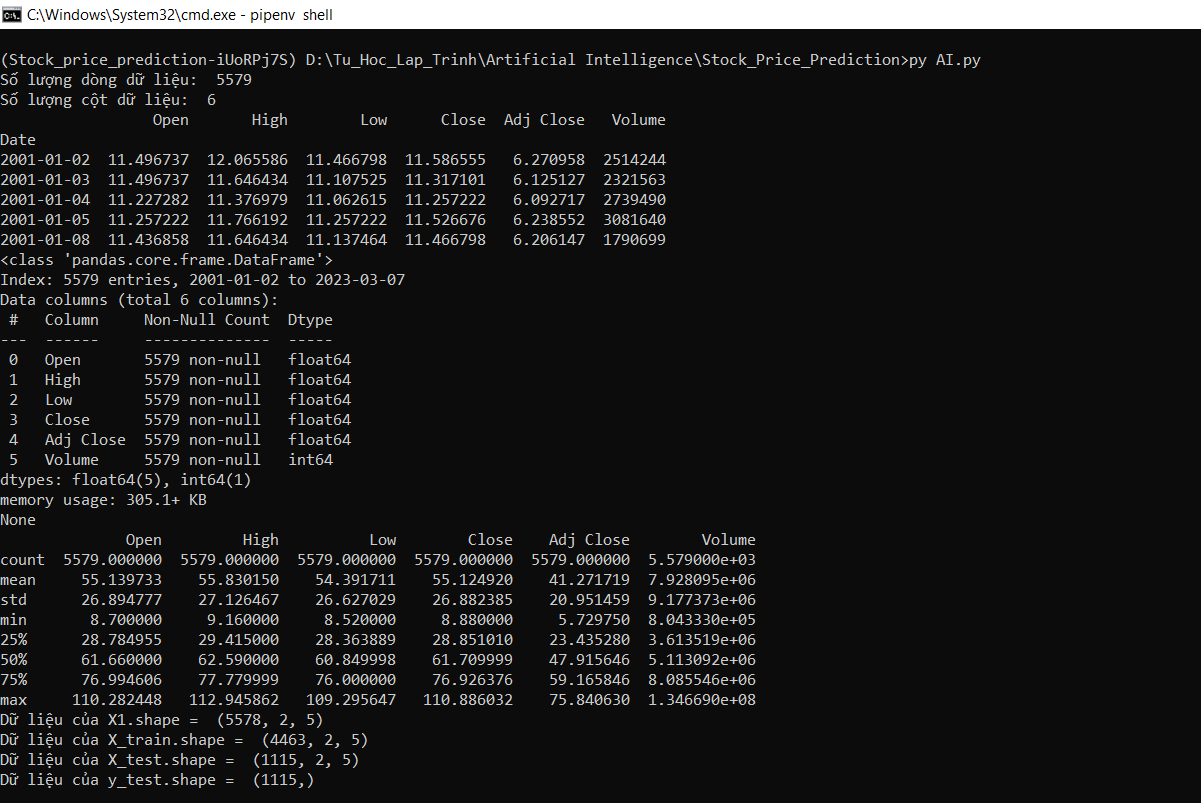 C:\Windows\System32\cmd.exe - pipenv  shell
(Stock_price_prediction-iUoRPj7S) D:\Tu_Hoc_Lap_Trinh\Artificial Intelligence\Stock_Price_Prediction>py AI.py
Số lượng dòng dữ liệu:  5579
Số lượng cột dữ liệu:  6
                 Open       High        Low      Close  Adj Close   Volume
Date
2001-01-02  11.496737  12.065586  11.466798  11.586555   6.270958  2514244
2001-01-03  11.496737  11.646434  11.107525  11.317101   6.125127  2321563
2001-01-04  11.227282  11.376979  11.062615  11.257222   6.092717  2739490
2001-01-05  11.257222  11.766192  11.257222  11.526676   6.238552  3081640
2001-01-08  11.436858  11.646434  11.137464  11.466798   6.206147  1790699
<class 'pandas.core.frame.DataFrame'>
Index: 5579 entries, 2001-01-02 to 2023-03-07
Data columns (total 6 columns):
 #   Column     Non-Null Count  Dtype
---  ------     --------------  -----
 0   Open       5579 non-null   float64
 1   High       5579 non-null   float64
 2   Low        5579 non-null   float64
 3   Close      5579 non-null   float64
 4   Adj Close  5579 non-null   float64
 5   Volume     5579 non-null   int64
dtypes: float64(5), int64(1)
memory usage: 305.1+ KB
None
              Open         High          Low        Close    Adj Close        Volume
count  5579.000000  5579.000000  5579.000000  5579.000000  5579.000000  5.579000e+03
mean     55.139733    55.830150    54.391711    55.124920    41.271719  7.928095e+06
std      26.894777    27.126467    26.627029    26.882385    20.951459  9.177373e+06
min       8.700000     9.160000     8.520000     8.880000     5.729750  8.043330e+05
25%      28.784955    29.415000    28.363889    28.851010    23.435280  3.613519e+06
50%      61.660000    62.590000    60.849998    61.709999    47.915646  5.113092e+06
75%      76.994606    77.779999    76.000000    76.926376    59.165846  8.085546e+06
max     110.282448   112.945862   109.295647   110.886032    75.840630  1.346690e+08
Dữ liệu của X1.shape =  (5578, 2, 5)
Dữ liệu của X_train.shape =  (4463, 2, 5)
Dữ liệu của X_test.shape =  (1115, 2, 5)
Dữ liệu của y_test.shape =  (1115,)